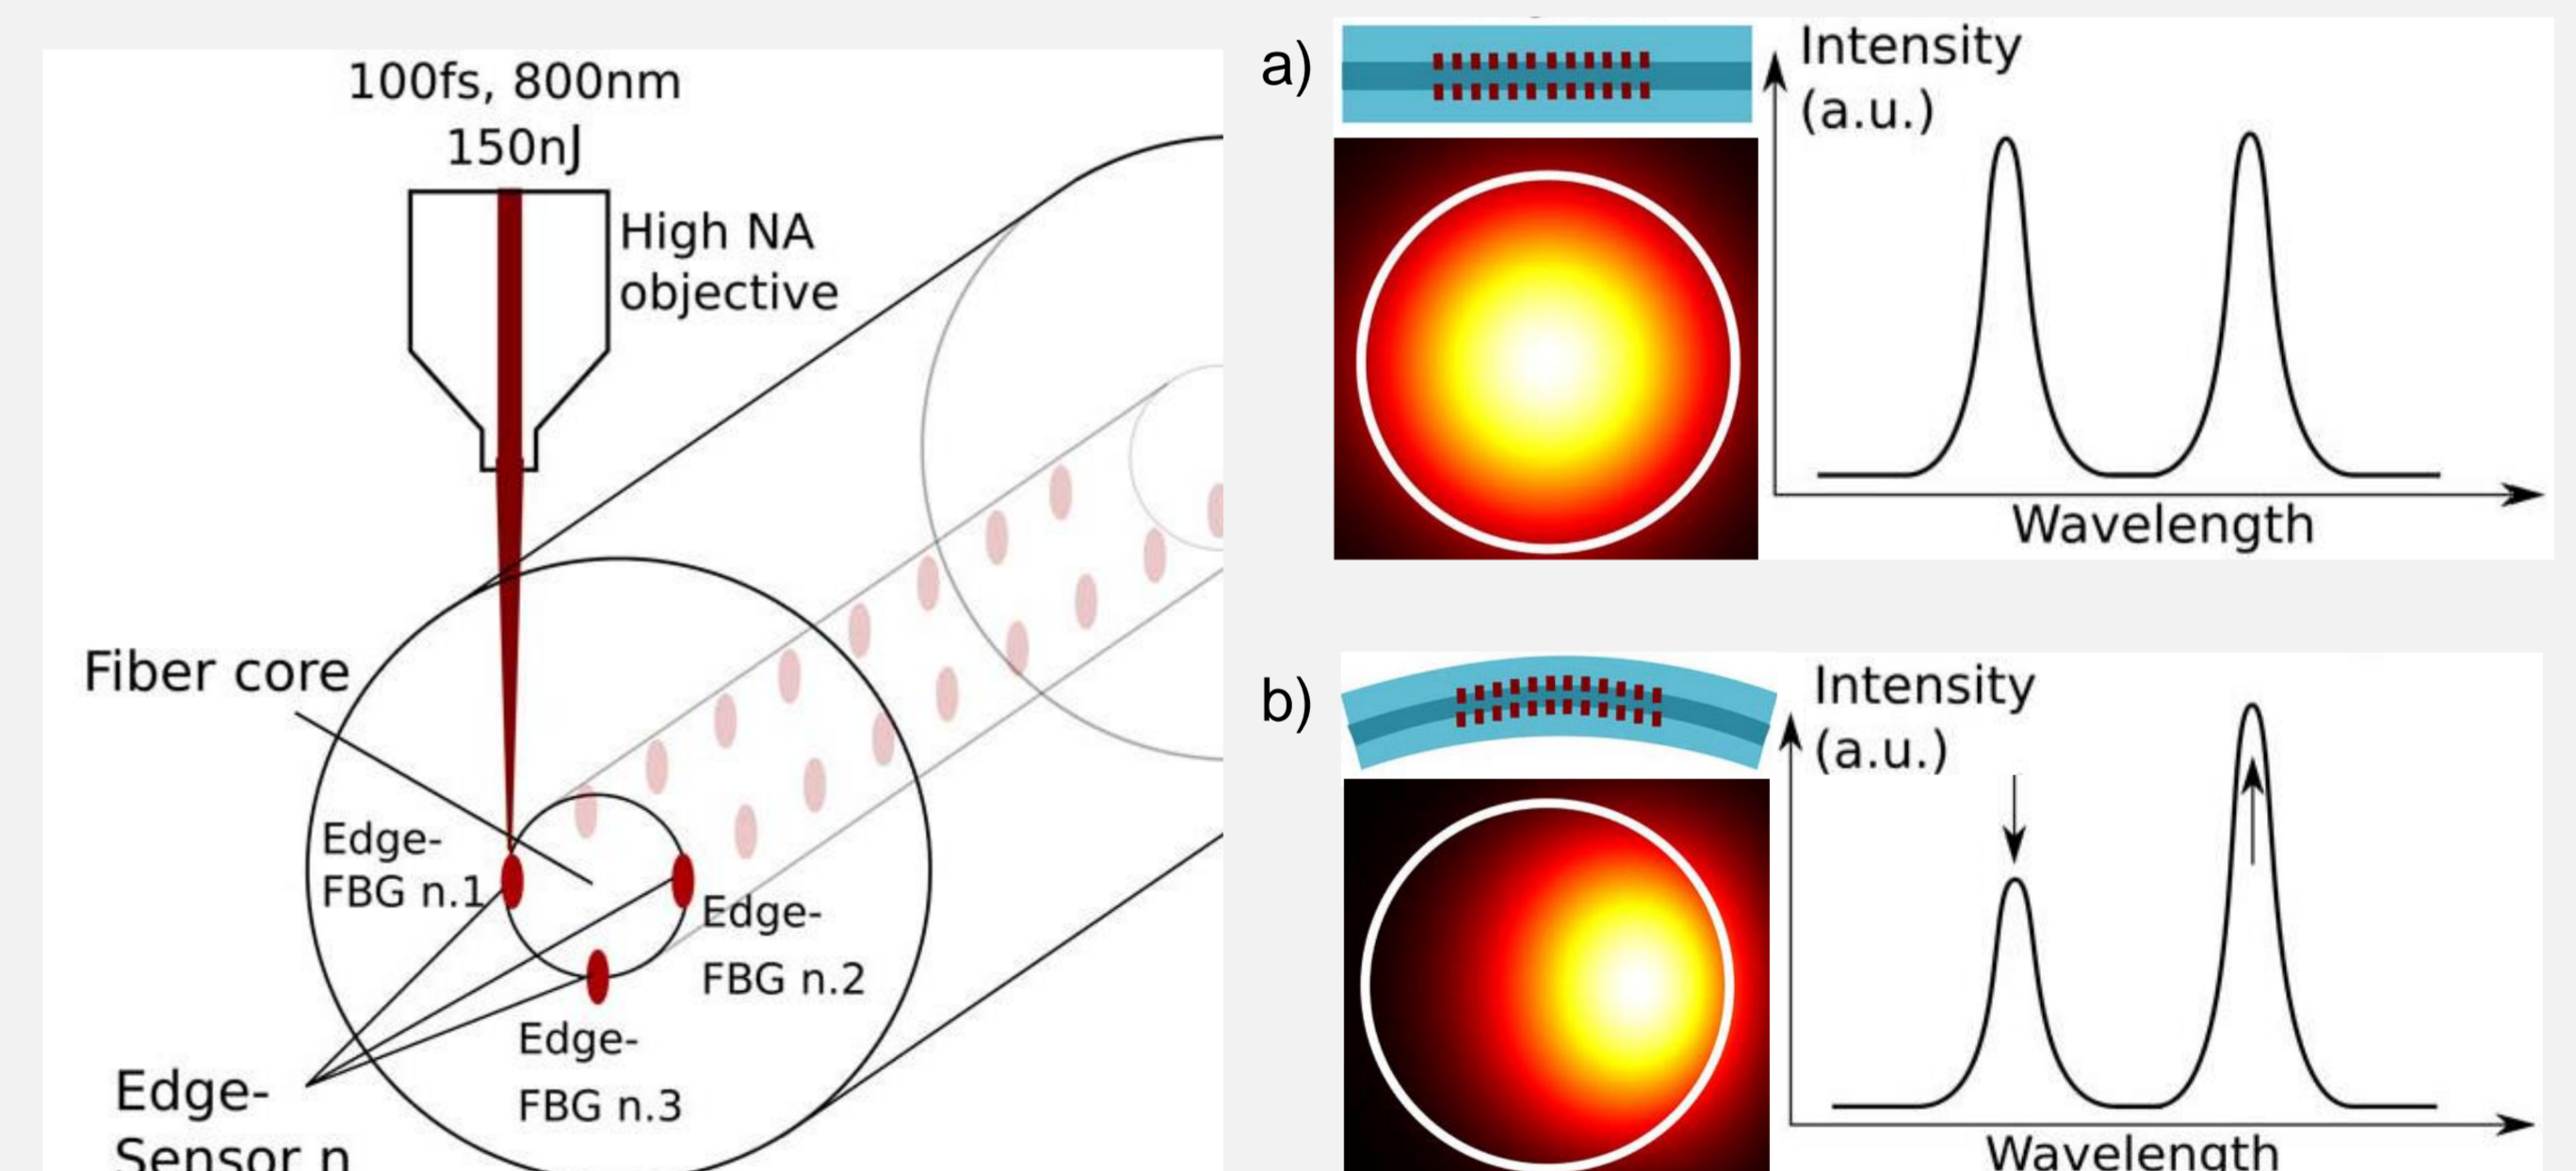 100fs, 800nm
150nJ
High NA
objective
Fiber core
Edge-
FBG n.1
Edge-
FBG n.2
Edge-
FBG n.3
Edge-
Sensor n
a)
Intensity
(a.u.)
Wavelength
b)
Intensity
(a.u.)
Wavelength